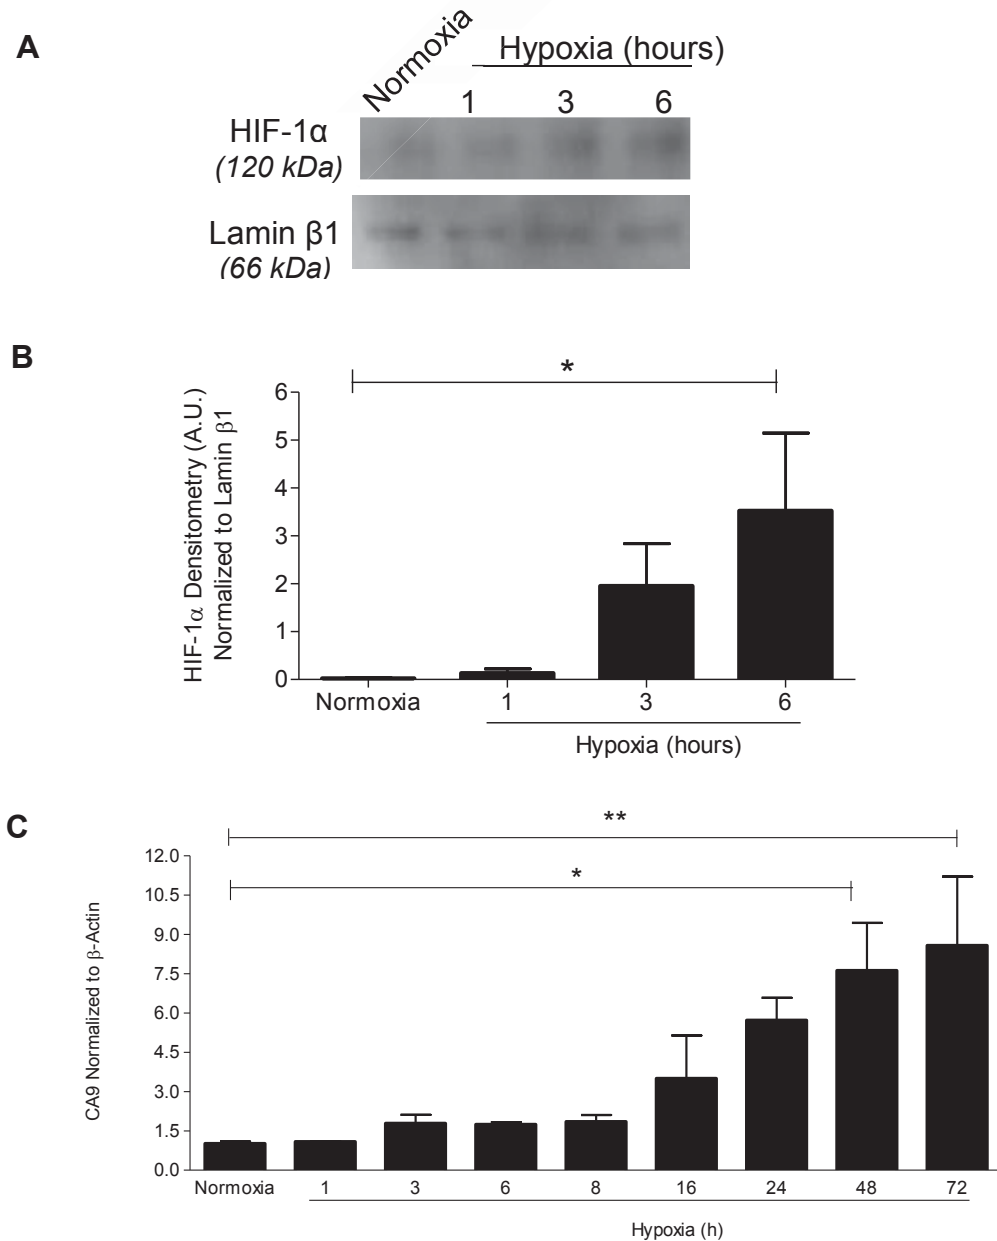 A
Normoxia
Hypoxia (hours)
1 3 6
HIF-1α
(120 kDa)
Lamin β1
(66 kDa)
B
*
HIF-1α Densitometry (A.U.)
Normalized to Lamin β1
6
5
4
3
2
1
0
Normoxia 1 3 6
Hypoxia (hours)
C
**
*
CA9 Normalized to β-Actin
12.0
10.5
9.0
7.5
6.0
4.5
3.0
1.5
0.0
Normoxia 1 3 6 8 16 24 48 72
Hypoxia (h)